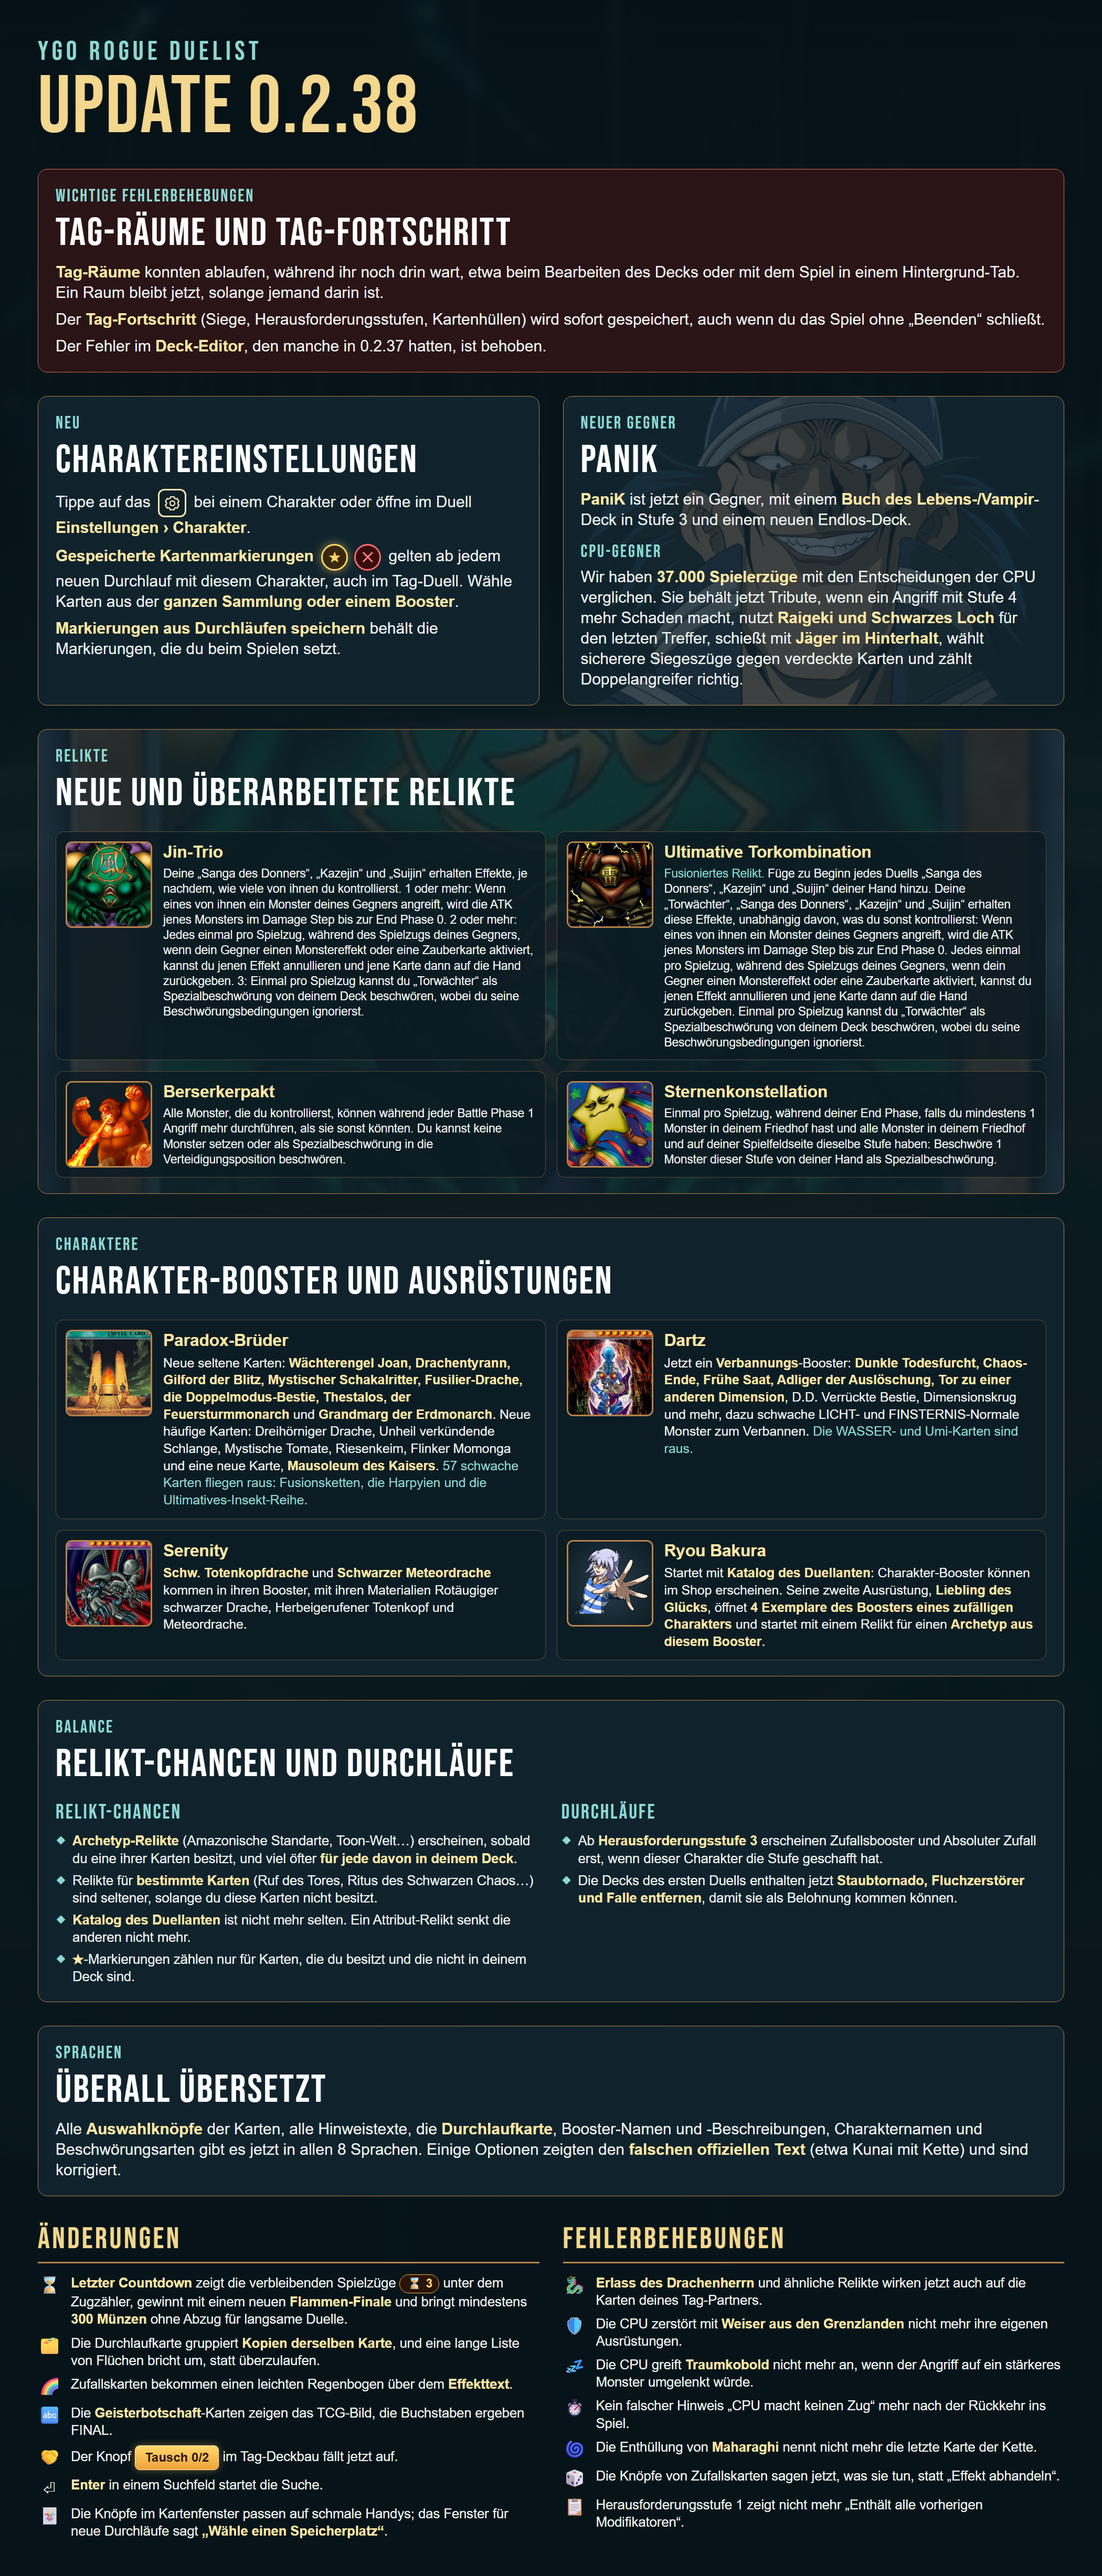 YGO ROGUE DUELIST
UPDATE 0.2.38
WICHTIGE FEHLERBEHEBUNGEN
TAG-RÄUME UND TAG-FORTSCHRITT
Tag-Räume konnten ablaufen, während ihr noch drin wart, etwa beim Bearbeiten des Decks oder mit dem Spiel in einem Hintergrund-Tab.
Ein Raum bleibt jetzt, solange jemand darin ist.
Der Tag-Fortschritt (Siege, Herausforderungsstufen, Kartenhüllen) wird sofort gespeichert, auch wenn du das Spiel ohne „Beenden“ schließt.
Der Fehler im Deck-Editor, den manche in 0.2.37 hatten, ist behoben.
NEU
CHARAKTEREINSTELLUNGEN
Tippe auf das bei einem Charakter oder öffne im Duell
Einstellungen › Charakter.
Gespeicherte Kartenmarkierungen ★ ✕ gelten ab jedem
neuen Durchlauf mit diesem Charakter, auch im Tag-Duell. Wähle
Karten aus der ganzen Sammlung oder einem Booster.
Markierungen aus Durchläufen speichern behält die
Markierungen, die du beim Spielen setzt.
NEUER GEGNER
PANIK
PaniK ist jetzt ein Gegner, mit einem Buch des Lebens-/Vampir-
Deck in Stufe 3 und einem neuen Endlos-Deck.
CPU-GEGNER
Wir haben 37.000 Spielerzüge mit den Entscheidungen der CPU
verglichen. Sie behält jetzt Tribute, wenn ein Angriff mit Stufe 4
mehr Schaden macht, nutzt Raigeki und Schwarzes Loch für
den letzten Treffer, schießt mit Jäger im Hinterhalt, wählt
sicherere Siegeszüge gegen verdeckte Karten und zählt
Doppelangreifer richtig.
RELIKTE
NEUE UND ÜBERARBEITETE RELIKTE
Jin-Trio
Deine „Sanga des Donners“, „Kazejin“ und „Suijin“ erhalten Effekte, je
nachdem, wie viele von ihnen du kontrollierst. 1 oder mehr: Wenn
eines von ihnen ein Monster deines Gegners angreift, wird die ATK
jenes Monsters im Damage Step bis zur End Phase 0. 2 oder mehr:
Jedes einmal pro Spielzug, während des Spielzugs deines Gegners,
wenn dein Gegner einen Monstereffekt oder eine Zauberkarte aktiviert,
kannst du jenen Effekt annullieren und jene Karte dann auf die Hand
zurückgeben. 3: Einmal pro Spielzug kannst du „Torwächter“ als
Spezialbeschwörung von deinem Deck beschwören, wobei du seine
Beschwörungsbedingungen ignorierst.
Ultimative Torkombination
Fusioniertes Relikt. Füge zu Beginn jedes Duells „Sanga des
Donners“, „Kazejin“ und „Suijin“ deiner Hand hinzu. Deine
„Torwächter“, „Sanga des Donners“, „Kazejin“ und „Suijin“ erhalten
diese Effekte, unabhängig davon, was du sonst kontrollierst: Wenn
eines von ihnen ein Monster deines Gegners angreift, wird die ATK
jenes Monsters im Damage Step bis zur End Phase 0. Jedes einmal
pro Spielzug, während des Spielzugs deines Gegners, wenn dein
Gegner einen Monstereffekt oder eine Zauberkarte aktiviert, kannst du
jenen Effekt annullieren und jene Karte dann auf die Hand
zurückgeben. Einmal pro Spielzug kannst du „Torwächter“ als
Spezialbeschwörung von deinem Deck beschwören, wobei du seine
Beschwörungsbedingungen ignorierst.
Berserkerpakt
Alle Monster, die du kontrollierst, können während jeder Battle Phase 1
Angriff mehr durchführen, als sie sonst könnten. Du kannst keine
Monster setzen oder als Spezialbeschwörung in die
Verteidigungsposition beschwören.
Sternenkonstellation
Einmal pro Spielzug, während deiner End Phase, falls du mindestens 1
Monster in deinem Friedhof hast und alle Monster in deinem Friedhof
und auf deiner Spielfeldseite dieselbe Stufe haben: Beschwöre 1
Monster dieser Stufe von deiner Hand als Spezialbeschwörung.
CHARAKTERE
CHARAKTER-BOOSTER UND AUSRÜSTUNGEN
Paradox-Brüder
Neue seltene Karten: Wächterengel Joan, Drachentyrann,
Gilford der Blitz, Mystischer Schakalritter, Fusilier-Drache,
die Doppelmodus-Bestie, Thestalos, der
Feuersturmmonarch und Grandmarg der Erdmonarch. Neue
häufige Karten: Dreihörniger Drache, Unheil verkündende
Schlange, Mystische Tomate, Riesenkeim, Flinker Momonga
und eine neue Karte, Mausoleum des Kaisers. 57 schwache
Karten fliegen raus: Fusionsketten, die Harpyien und die
Ultimatives-Insekt-Reihe.
Dartz
Jetzt ein Verbannungs-Booster: Dunkle Todesfurcht, Chaos-
Ende, Frühe Saat, Adliger der Auslöschung, Tor zu einer
anderen Dimension, D.D. Verrückte Bestie, Dimensionskrug
und mehr, dazu schwache LICHT- und FINSTERNIS-Normale
Monster zum Verbannen. Die WASSER- und Umi-Karten sind
raus.
Serenity
Schw. Totenkopfdrache und Schwarzer Meteordrache
kommen in ihren Booster, mit ihren Materialien Rotäugiger
schwarzer Drache, Herbeigerufener Totenkopf und
Meteordrache.
Ryou Bakura
Startet mit Katalog des Duellanten: Charakter-Booster können
im Shop erscheinen. Seine zweite Ausrüstung, Liebling des
Glücks, öffnet 4 Exemplare des Boosters eines zufälligen
Charakters und startet mit einem Relikt für einen Archetyp aus
diesem Booster.
BALANCE
RELIKT-CHANCEN UND DURCHLÄUFE
RELIKT-CHANCEN
Archetyp-Relikte (Amazonische Standarte, Toon-Welt…) erscheinen, sobald
du eine ihrer Karten besitzt, und viel öfter für jede davon in deinem Deck.
Relikte für bestimmte Karten (Ruf des Tores, Ritus des Schwarzen Chaos…)
sind seltener, solange du diese Karten nicht besitzt.
Katalog des Duellanten ist nicht mehr selten. Ein Attribut-Relikt senkt die
anderen nicht mehr.
★-Markierungen zählen nur für Karten, die du besitzt und die nicht in deinem
Deck sind.
DURCHLÄUFE
Ab Herausforderungsstufe 3 erscheinen Zufallsbooster und Absoluter Zufall
erst, wenn dieser Charakter die Stufe geschafft hat.
Die Decks des ersten Duells enthalten jetzt Staubtornado, Fluchzerstörer
und Falle entfernen, damit sie als Belohnung kommen können.
SPRACHEN
ÜBERALL ÜBERSETZT
Alle Auswahlknöpfe der Karten, alle Hinweistexte, die Durchlaufkarte, Booster-Namen und -Beschreibungen, Charakternamen und
Beschwörungsarten gibt es jetzt in allen 8 Sprachen. Einige Optionen zeigten den falschen offiziellen Text (etwa Kunai mit Kette) und sind
korrigiert.
ÄNDERUNGEN
Letzter Countdown zeigt die verbleibenden Spielzüge ⌛ 3 unter dem
Zugzähler, gewinnt mit einem neuen Flammen-Finale und bringt mindestens
300 Münzen ohne Abzug für langsame Duelle.
Die Durchlaufkarte gruppiert Kopien derselben Karte, und eine lange Liste
von Flüchen bricht um, statt überzulaufen.
Zufallskarten bekommen einen leichten Regenbogen über dem Effekttext.
abc
Die Geisterbotschaft-Karten zeigen das TCG-Bild, die Buchstaben ergeben
FINAL.
Der Knopf Tausch 0/2 im Tag-Deckbau fällt jetzt auf.
Enter in einem Suchfeld startet die Suche.
Die Knöpfe im Kartenfenster passen auf schmale Handys; das Fenster für
neue Durchläufe sagt „Wähle einen Speicherplatz“.
FEHLERBEHEBUNGEN
Erlass des Drachenherrn und ähnliche Relikte wirken jetzt auch auf die
Karten deines Tag-Partners.
Die CPU zerstört mit Weiser aus den Grenzlanden nicht mehr ihre eigenen
Ausrüstungen.
Die CPU greift Traumkobold nicht mehr an, wenn der Angriff auf ein stärkeres
Monster umgelenkt würde.
Kein falscher Hinweis „CPU macht keinen Zug“ mehr nach der Rückkehr ins
Spiel.
Die Enthüllung von Maharaghi nennt nicht mehr die letzte Karte der Kette.
Die Knöpfe von Zufallskarten sagen jetzt, was sie tun, statt „Effekt abhandeln“.
Herausforderungsstufe 1 zeigt nicht mehr „Enthält alle vorherigen
Modifikatoren“.